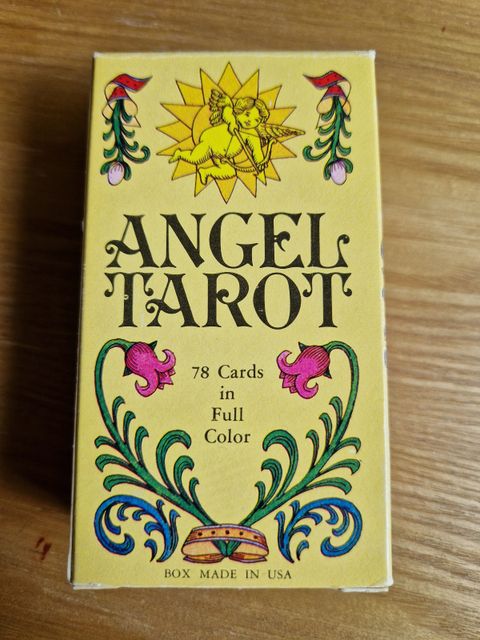 ANGEL
TAROT
78 Cards
in
Full
Color
BOX MADE IN USA